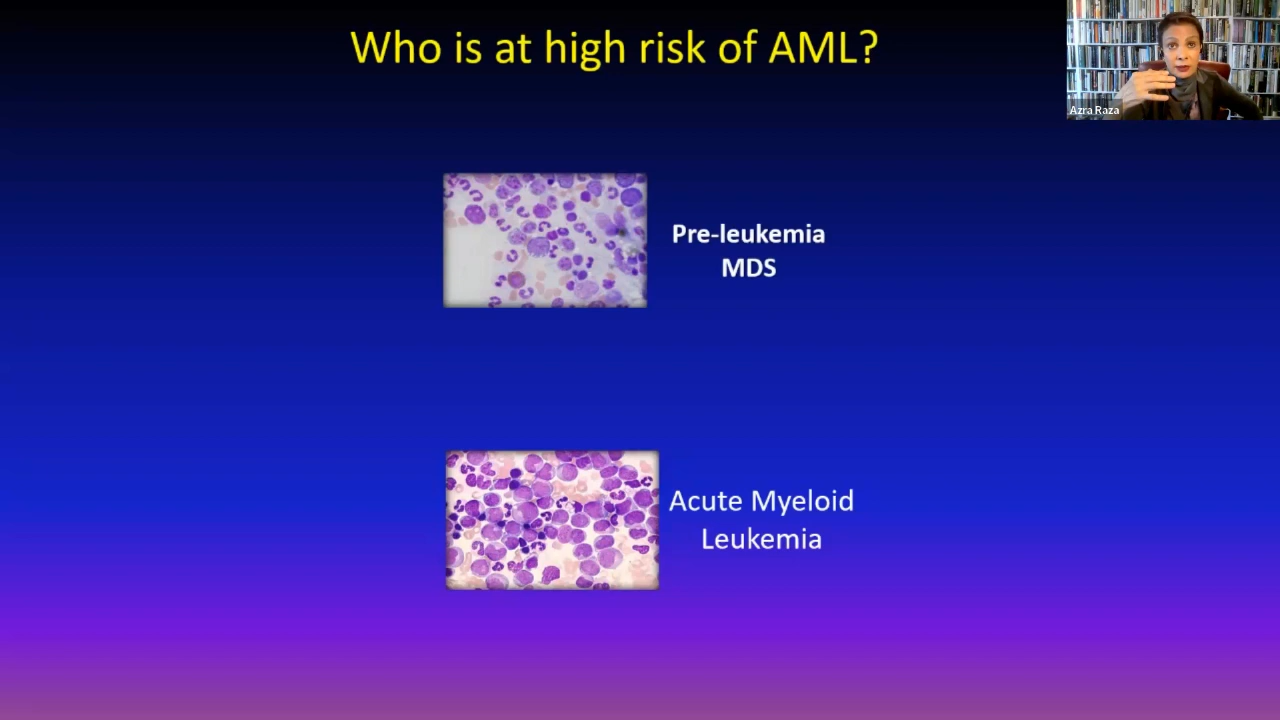 Who is at high risk of AML?
Azra Raza
Pre-leukemia
MDS
Acute Myeloid
Leukemia